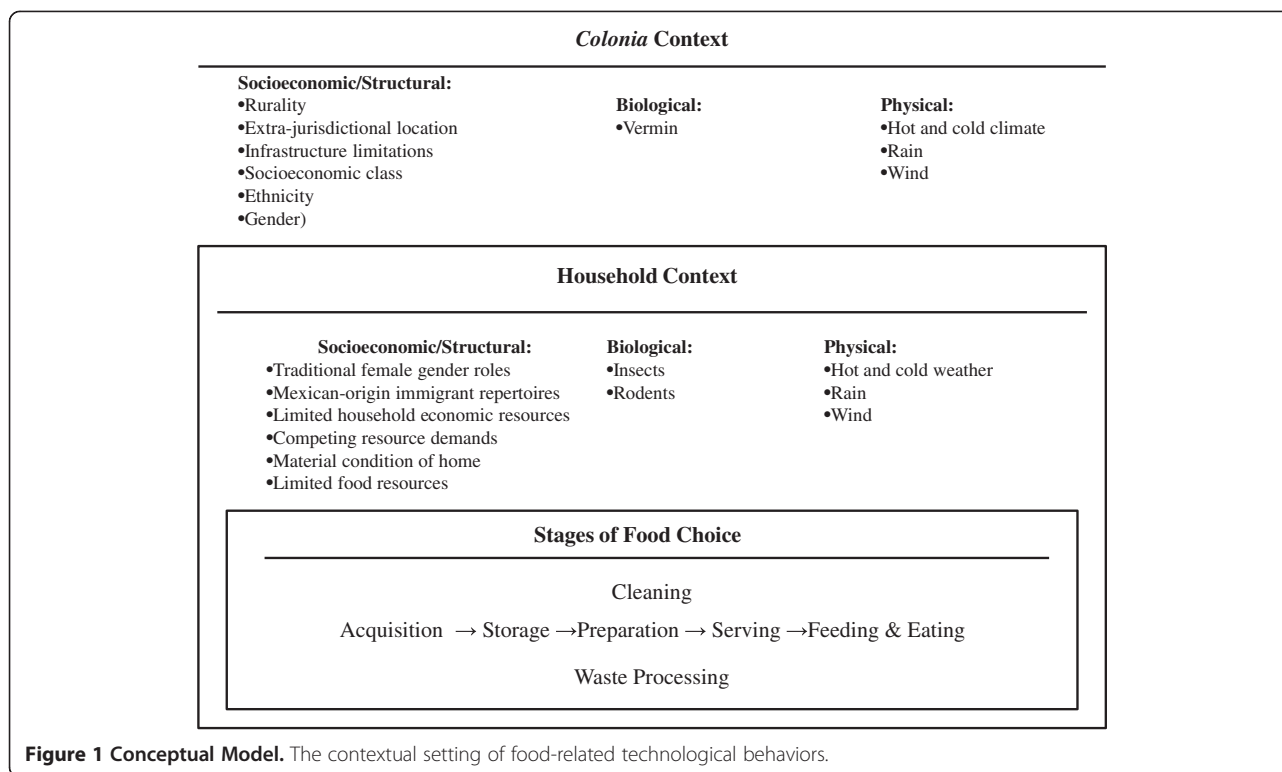 Colonia Context
Socioeconomic/Structural:
•Rurality
•Extra-jurisdictional location
•Infrastructure limitations
•Socioeconomic class
•Ethnicity
•Gender)
Biological:
•Vermin
Physical:
•Hot and cold climate
•Rain
•Wind
Household Context
Socioeconomic/Structural:
•Traditional female gender roles
•Mexican-origin immigrant repertoires
•Limited household economic resources
•Competing resource demands
•Material condition of home
•Limited food resources
Biological:
•Insects
•Rodents
Physical:
•Hot and cold weather
•Rain
•Wind
Stages of Food Choice
Cleaning
Acquisition → Storage →Preparation → Serving →Feeding & Eating
Waste Processing
Figure 1 Conceptual Model. The contextual setting of food-related technological behaviors.